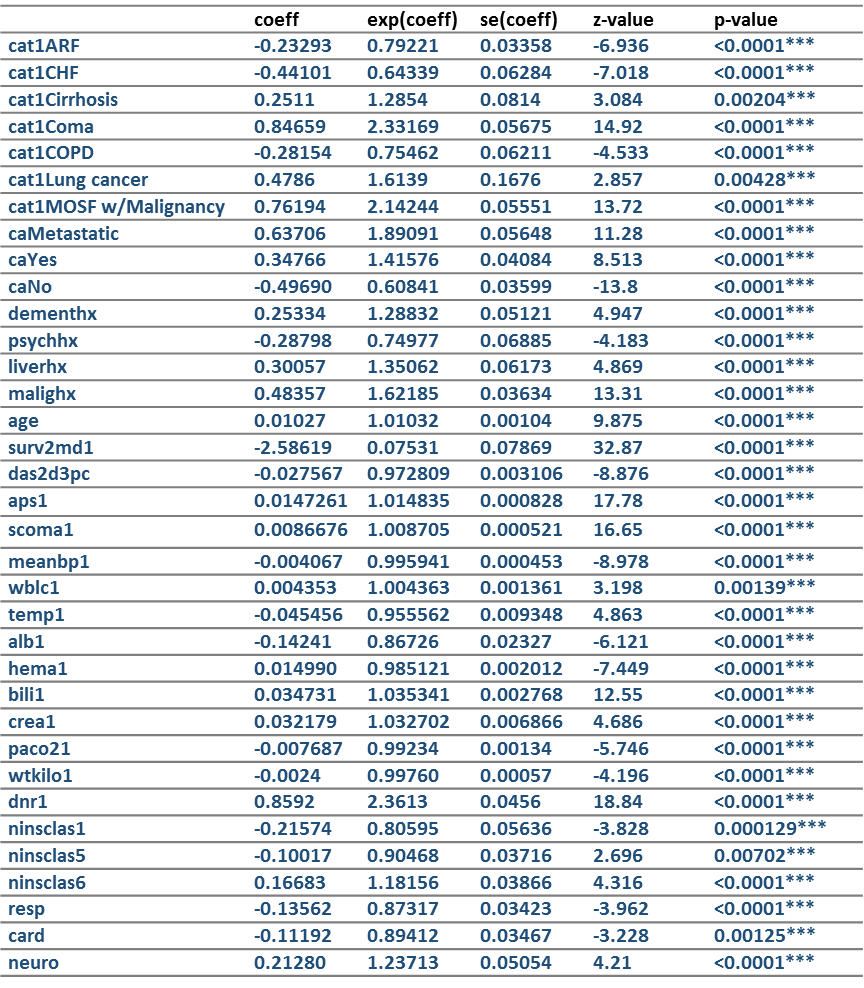 coeff exp(coeff) se(coeff) z-value p-value
cat1ARF -0.23293 0.79221 0.03358 -6.936 <0.0001***
cat1CHF -0.44101 0.64339 0.06284 -7.018 <0.0001***
cat1Cirrhosis 0.2511 1.2854 0.0814 3.084 0.00204***
cat1Coma 0.84659 2.33169 0.05675 14.92 <0.0001***
cat1COPD -0.28154 0.75462 0.06211 -4.533 <0.0001***
cat1Lung cancer 0.4786 1.6139 0.1676 2.857 0.00428***
cat1MOSF w/Malignancy 0.76194 2.14244 0.05551 13.72 <0.0001***
caMetastatic 0.63706 1.89091 0.05648 11.28 <0.0001***
caYes 0.34766 1.41576 0.04084 8.513 <0.0001***
caNo -0.49690 0.60841 0.03599 -13.8 <0.0001***
dementhx 0.25334 1.28832 0.05121 4.947 <0.0001***
psychhx -0.28798 0.74977 0.06885 -4.183 <0.0001***
liverhx 0.30057 1.35062 0.06173 4.869 <0.0001***
malighx 0.48357 1.62185 0.03634 13.31 <0.0001***
age 0.01027 1.01032 0.00104 9.875 <0.0001***
surv2md1 -2.58619 0.07531 0.07869 32.87 <0.0001***
das2d3pc -0.027567 0.972809 0.003106 -8.876 <0.0001***
aps1 0.0147261 1.014835 0.000828 17.78 <0.0001***
scoma1 0.0086676 1.008705 0.000521 16.65 <0.0001***
meanbp1 -0.004067 0.995941 0.000453 -8.978 <0.0001***
wblc1 0.004353 1.004363 0.001361 3.198 0.00139***
temp1 -0.045456 0.955562 0.009348 4.863 <0.0001***
alb1 -0.14241 0.86726 0.02327 -6.121 <0.0001***
hema1 0.014990 0.985121 0.002012 -7.449 <0.0001***
bili1 0.034731 1.035341 0.002768 12.55 <0.0001***
crea1 0.032179 1.032702 0.006866 4.686 <0.0001***
paco21 -0.007687 0.99234 0.00134 -5.746 <0.0001***
wtkilo1 -0.0024 0.99760 0.00057 -4.196 <0.0001***
dnr1 0.8592 2.3613 0.0456 18.84 <0.0001***
ninsclas1 -0.21574 0.80595 0.05636 -3.828 0.000129***
ninsclas5 -0.10017 0.90468 0.03716 2.696 0.00702***
ninsclas6 0.16683 1.18156 0.03866 4.316 <0.0001***
resp -0.13562 0.87317 0.03423 -3.962 <0.0001***
card -0.11192 0.89412 0.03467 -3.228 0.00125***
neuro 0.21280 1.23713 0.05054 4.21 <0.0001***